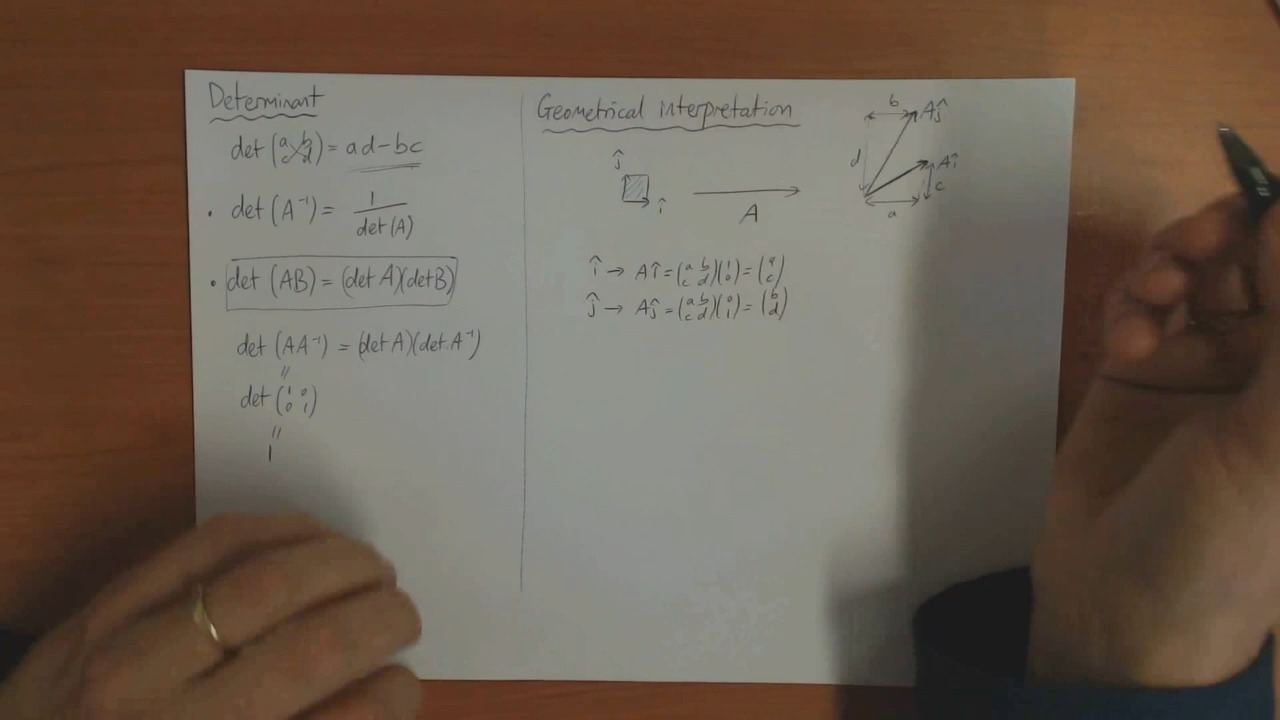 Determinant
det (a b c d) = ad-bc
• det (A⁻¹) = 1/det(A)
• det (AB) = (det A)(det B)
det (AA⁻¹) = (det A)(det A⁻¹)
"
det (1 0 0 1)
"
1
Geometrical interpretation
ĵ
î
A
b
Aĵ
d
Aî
c
a
î → Aî = (a b c d)(1 0) = (a c)
ĵ → Aĵ = (a b c d)(0 1) = (b d)